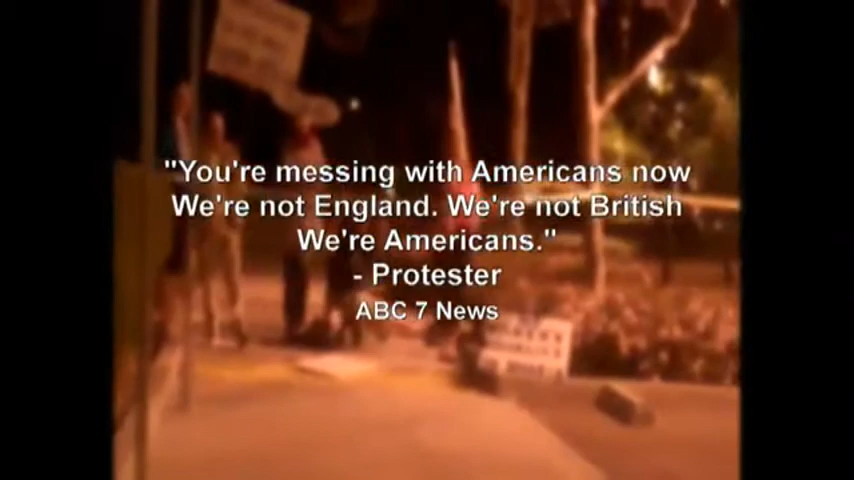 "You're messing with Americans now
We're not England. We're not British
We're Americans."
- Protester
ABC 7 News